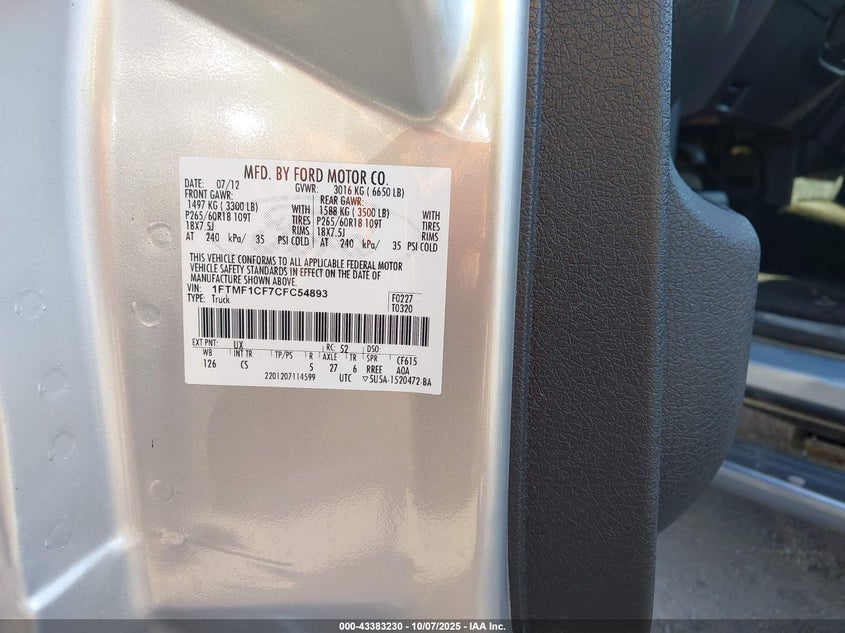 MFD. BY FORD MOTOR CO.
DATE: 07/12 GVWR: 3016 KG ( 6650 LB)
FRONT GAWR: REAR GAWR:
1497 KG ( 3300 LB) WITH 1588 KG ( 3500 LB) WITH
P265/60R18 109T TIRES P265/60R18 109T TIRES
18X7.5J RIMS 18X7.5J RIMS
AT 240 kPa/ 35 PSI COLD AT 240 kPa/ 35 PSI COLD
THIS VEHICLE CONFORMS TO ALL APPLICABLE FEDERAL MOTOR
VEHICLE SAFETY STANDARDS IN EFFECT ON THE DATE OF
MANUFACTURE SHOWN ABOVE.
VIN: 1FTMF1CF7CFC54893
TYPE: Truck
F0227
T0320
EXT PNT: UX RC: 52 DSO:
WB INT TR TP/PS R AXLE TR SPR CF615
126 CS 5 27 6 RREE AOA
2201207114599 UTC ▽5U5A-1520472-BA
000-43383230 - 10/07/2025 - IAA Inc.